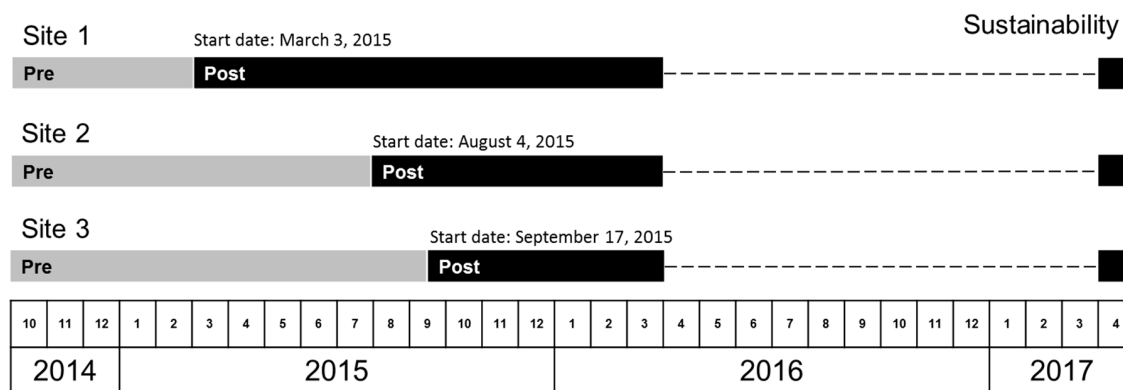 Site 1
Start date: March 3, 2015
Sustainability
Pre
Post
Site 2
Start date: August 4, 2015
Pre
Post
Site 3
Start date: September 17, 2015
Pre
Post
10 11 12 1 2 3 4 5 6 7 8 9 10 11 12 1 2 3 4 5 6 7 8 9 10 11 12 1 2 3 4
2014 2015 2016 2017